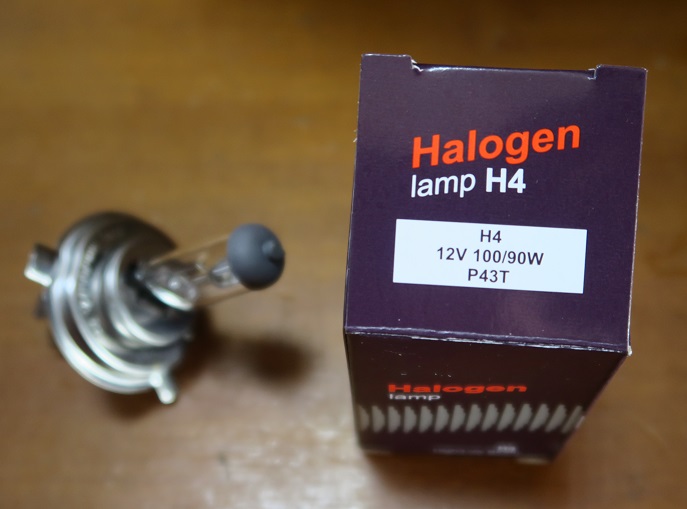 Halogen
lamp H4
H4
12V 100/90W
P43T
Halogen
lamp